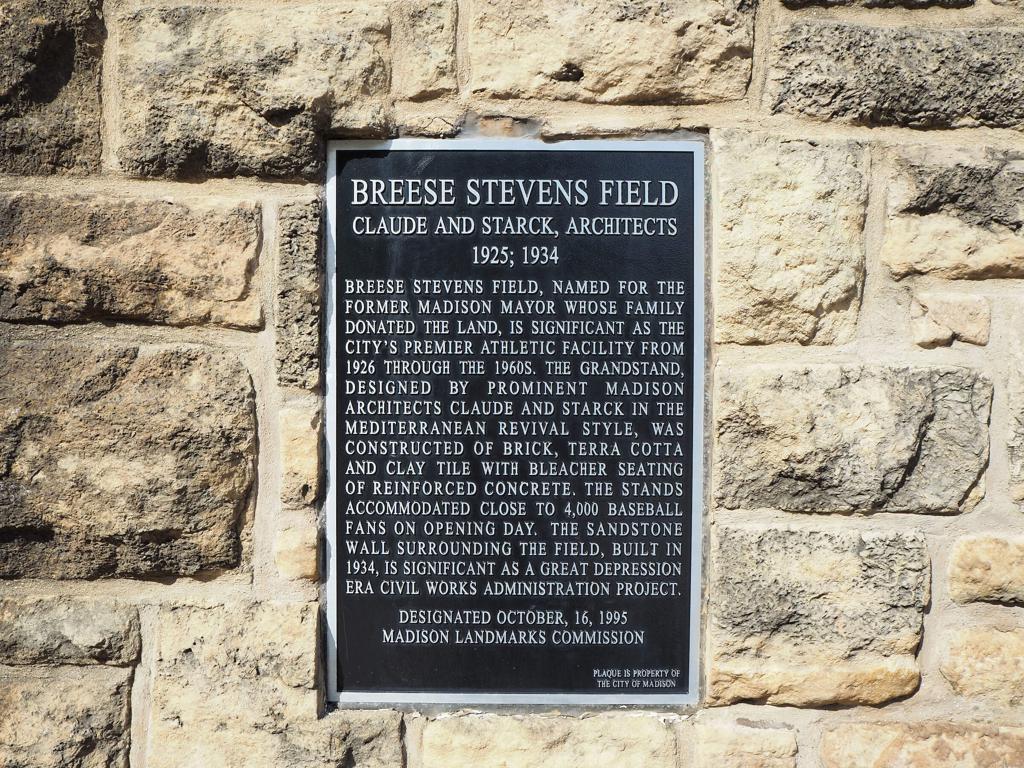 BREESE STEVENS FIELD
CLAUDE AND STARCK, ARCHITECTS
1925; 1934
BREESE STEVENS FIELD, NAMED FOR THE
FORMER MADISON MAYOR WHOSE FAMILY
DONATED THE LAND, IS SIGNIFICANT AS THE
CITY'S PREMIER ATHLETIC FACILITY FROM
1926 THROUGH THE 1960S. THE GRANDSTAND,
DESIGNED BY PROMINENT MADISON
ARCHITECTS CLAUDE AND STARCK IN THE
MEDITERRANEAN REVIVAL STYLE, WAS
CONSTRUCTED OF BRICK, TERRA COTTA
AND CLAY TILE WITH BLEACHER SEATING
OF REINFORCED CONCRETE. THE STANDS
ACCOMMODATED CLOSE TO 4,000 BASEBALL
FANS ON OPENING DAY. THE SANDSTONE
WALL SURROUNDING THE FIELD, BUILT IN
1934, IS SIGNIFICANT AS A GREAT DEPRESSION
ERA CIVIL WORKS ADMINISTRATION PROJECT.
DESIGNATED OCTOBER, 16, 1995
MADISON LANDMARKS COMMISSION
PLAQUE IS PROPERTY OF
THE CITY OF MADISON